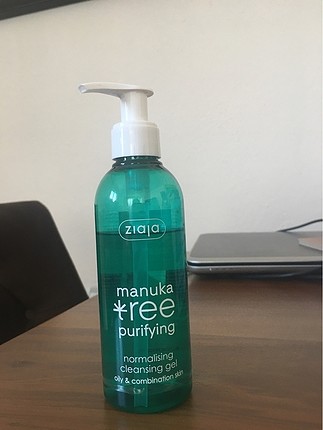 ziaja
manuka
tree
purifying
normalising
cleansing gel
oily & combination skin